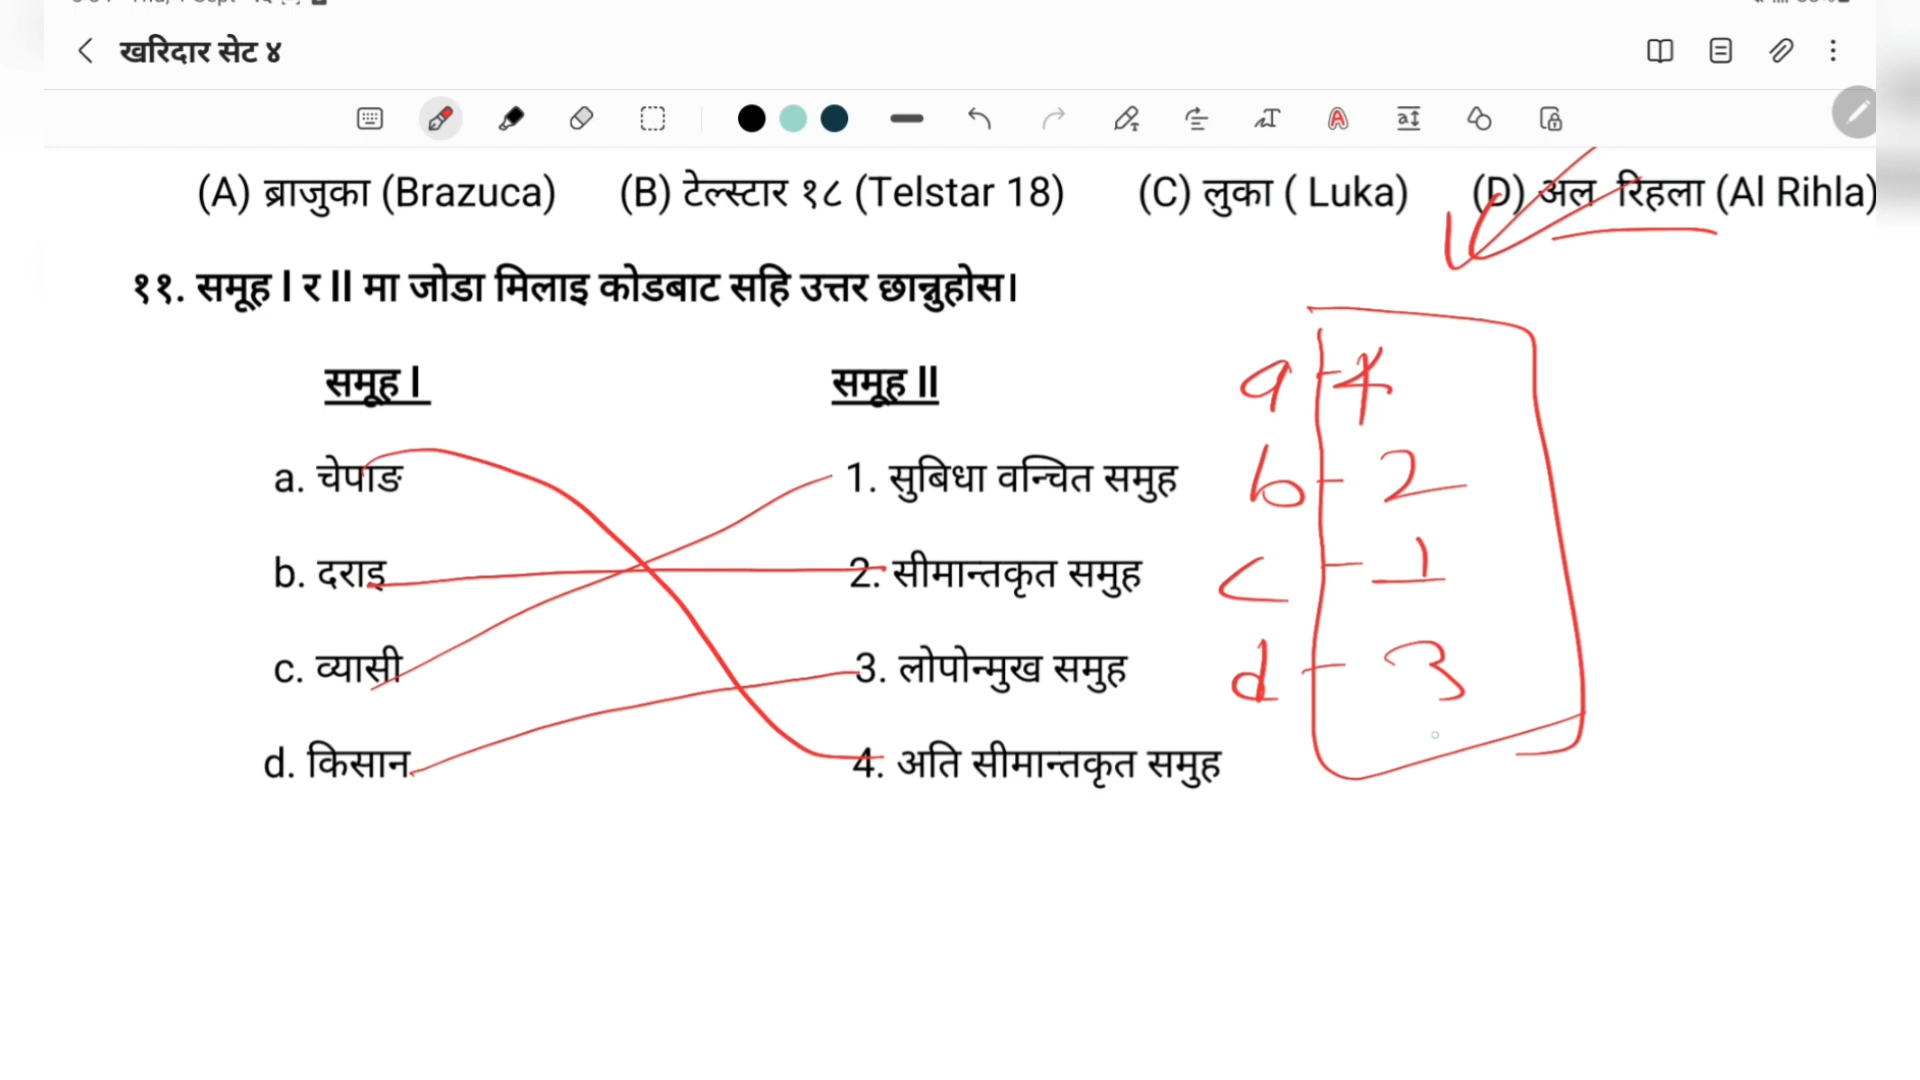 खरिदार सेट ४
(A) ब्राजुका (Brazuca) (B) टेल्स्टार १८ (Telstar 18) (C) लुका ( Luka) (D) अल रिहला (Al Rihla)
११. समूह I र II मा जोडा मिलाइ कोडबाट सहि उत्तर छान्नुहोस।
समूह I समूह II
a. चेपाङ 1. सुबिधा वन्चित समुह
b. दराइ 2. सीमान्तकृत समुह
c. व्यासी 3. लोपोन्मुख समुह
d. किसान 4. अति सीमान्तकृत समुह
a - 4
b - 2
c - 1
d - 3